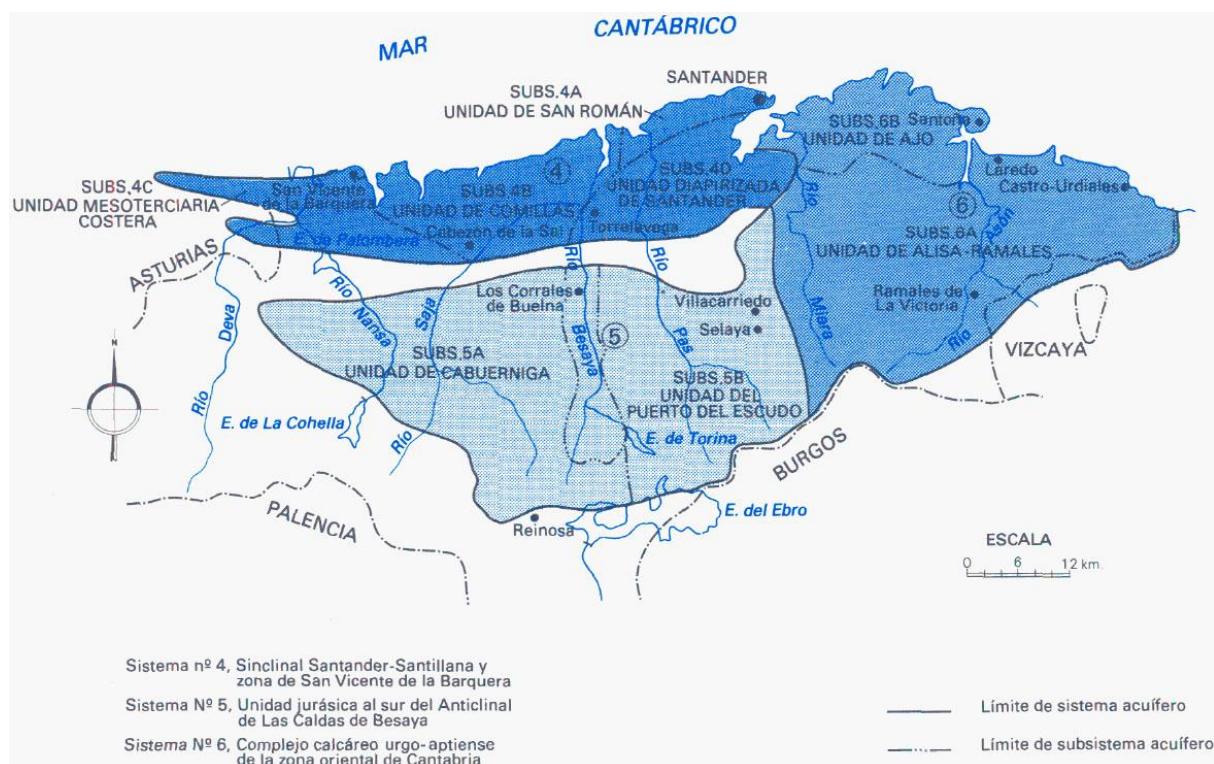 MAR CANTÁBRICO
SANTANDER
SUBS.4A
UNIDAD DE SAN ROMÁN
SUBS.6B
UNIDAD DE AJO
Santoña
Laredo
Castro-Urdiales
SUBS.4C
UNIDAD MESOTERCIARIA
COSTERA
San Vicente
de la Barquera
④
SUBS.4B
UNIDAD DE COMILLAS
SUBS.4D
UNIDAD DIAPIRIZADA
DE SANTANDER
Torrelavega
Cabezón de la Sal
E. de Palombera
ASTURIAS
Río Deva
Río Nansa
Río Saja
Río Besaya
Río Pas
Río Miara
Río Asón
⑥
SUBS.6A
UNIDAD DE ALISA-RAMALES
Ramales de
La Victoria
Los Corrales
de Buelna
Villacarriedo
Selaya
⑤
SUBS.5A
UNIDAD DE CABUERNIGA
SUBS.5B
UNIDAD DEL
PUERTO DEL ESCUDO
E. de La Cohella
E. de Torina
VIZCAYA
BURGOS
PALENCIA
Reinosa
E. del Ebro
N
ESCALA
0 6 12 km.
Sistema nº 4, Sinclinal Santander-Santillana y
zona de San Vicente de la Barquera
Sistema Nº 5, Unidad jurásica al sur del Anticlinal
de Las Caldas de Besaya
Sistema Nº 6, Complejo calcáreo urgo-aptiense
de la zona oriental de Cantabria
Límite de sistema acuífero
Límite de subsistema acuífero